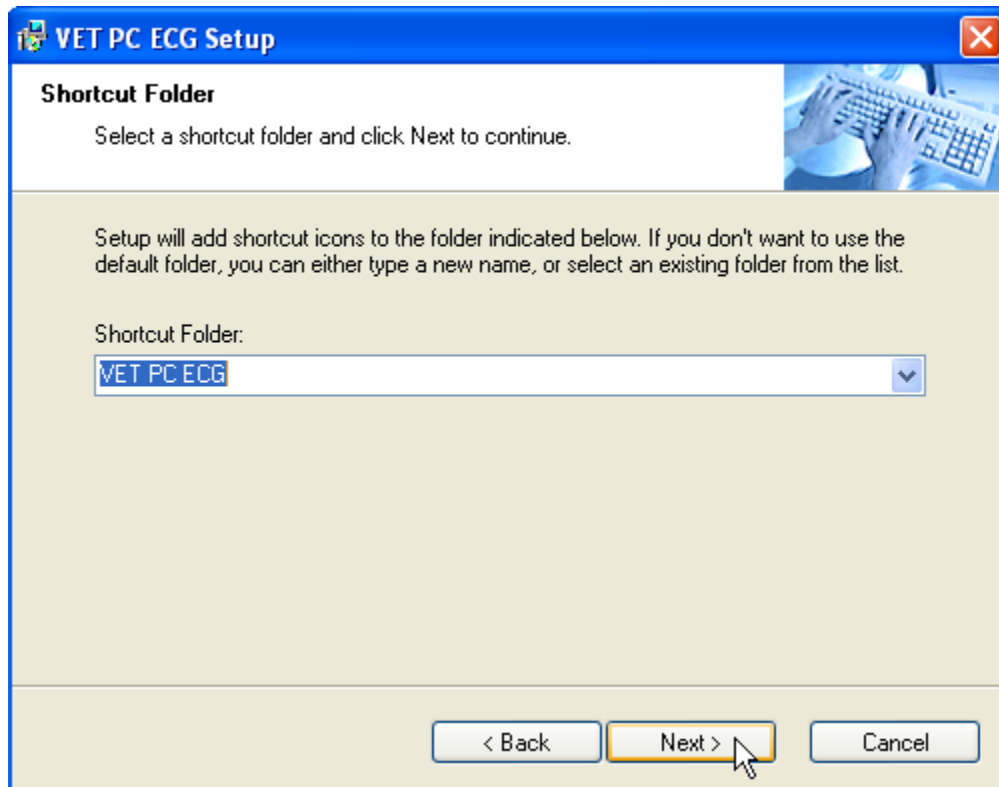 VET PC ECG Setup
Shortcut Folder
Select a shortcut folder and click Next to continue.
Setup will add shortcut icons to the folder indicated below. If you don't want to use the
default folder, you can either type a new name, or select an existing folder from the list.
Shortcut Folder:
VET PC ECG
< Back
Next >
Cancel